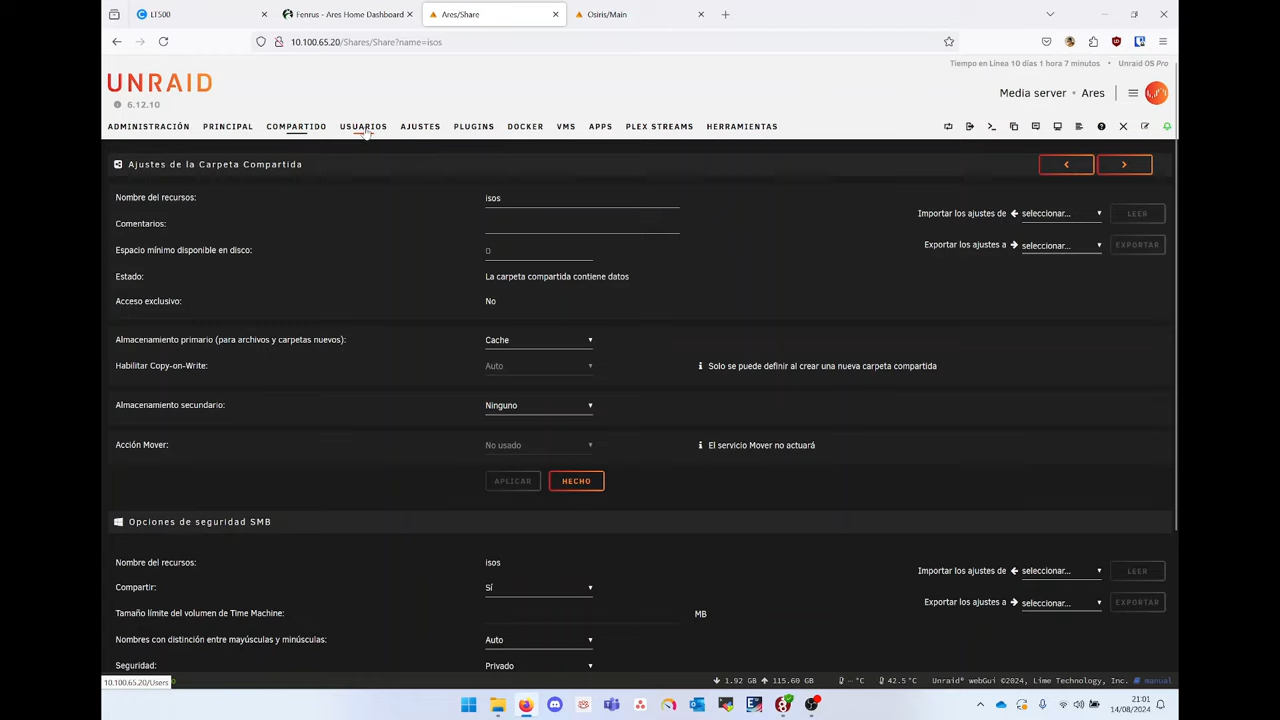 LT500
Fenrus - Ares Home Dashboard
Ares/Share
Osiris/Main
10.100.65.20/Shares/Share?name=isos
UNRAID
6.12.10
Tiempo en Línea 10 días 1 hora 7 minutos • Unraid OS Pro
Media server • Ares
ADMINISTRACIÓN PRINCIPAL COMPARTIDO USUARIOS AJUSTES PLUGINS DOCKER VMS APPS PLEX STREAMS HERRAMIENTAS
Ajustes de la Carpeta Compartida
Nombre del recursos: isos
Importar los ajustes de seleccionar... LEER
Comentarios:
Exportar los ajustes a seleccionar... EXPORTAR
Espacio mínimo disponible en disco: 0
Estado: La carpeta compartida contiene datos
Acceso exclusivo: No
Almacenamiento primario (para archivos y carpetas nuevos): Cache
Habilitar Copy-on-Write: Auto Solo se puede definir al crear una nueva carpeta compartida
Almacenamiento secundario: Ninguno
Acción Mover: No usado El servicio Mover no actuará
APLICAR HECHO
Opciones de seguridad SMB
Nombre del recursos: isos
Importar los ajustes de seleccionar... LEER
Compartir: Sí
Exportar los ajustes a seleccionar... EXPORTAR
Tamaño límite del volumen de Time Machine: MB
Nombres con distinción entre mayúsculas y minúsculas: Auto
Seguridad: Privado
10.100.65.20/Users
1.92 GB 115.60 GB -- °C 42.5 °C Unraid® webGui ©2024, Lime Technology, Inc. manual
21:01
14/08/2024